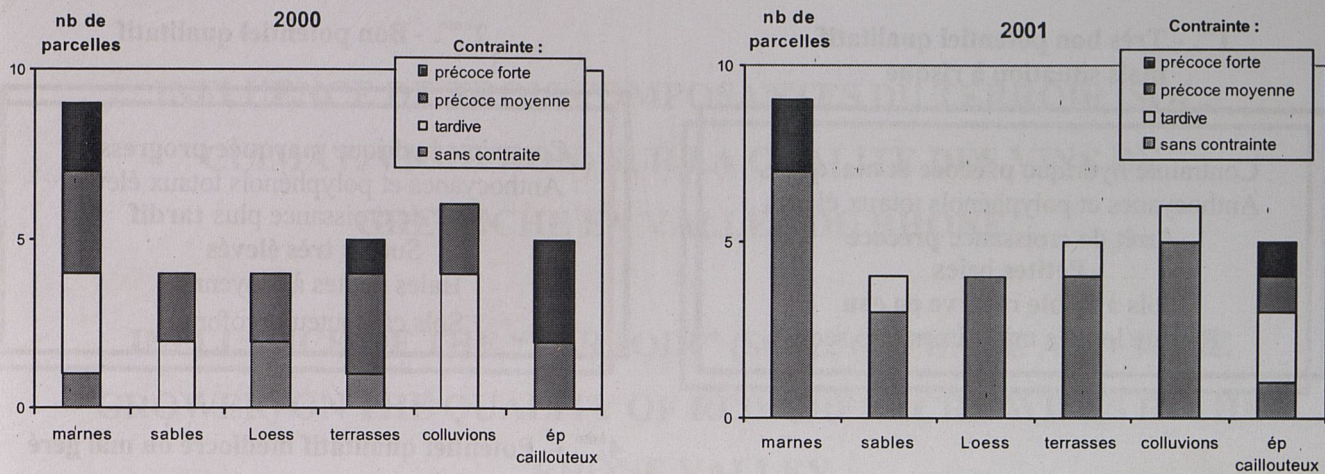 nb de
parcelles
2000
Contrainte :
précoce forte
précoce moyenne
tardive
sans contraite
10
5
0
marnes sables Loess terrasses colluvions ép
caillouteux
nb de
parcelles
2001
Contrainte :
précoce forte
précoce moyenne
tardive
sans contrainte
10
5
0
marnes sables Loess terrasses colluvions ép
caillouteux